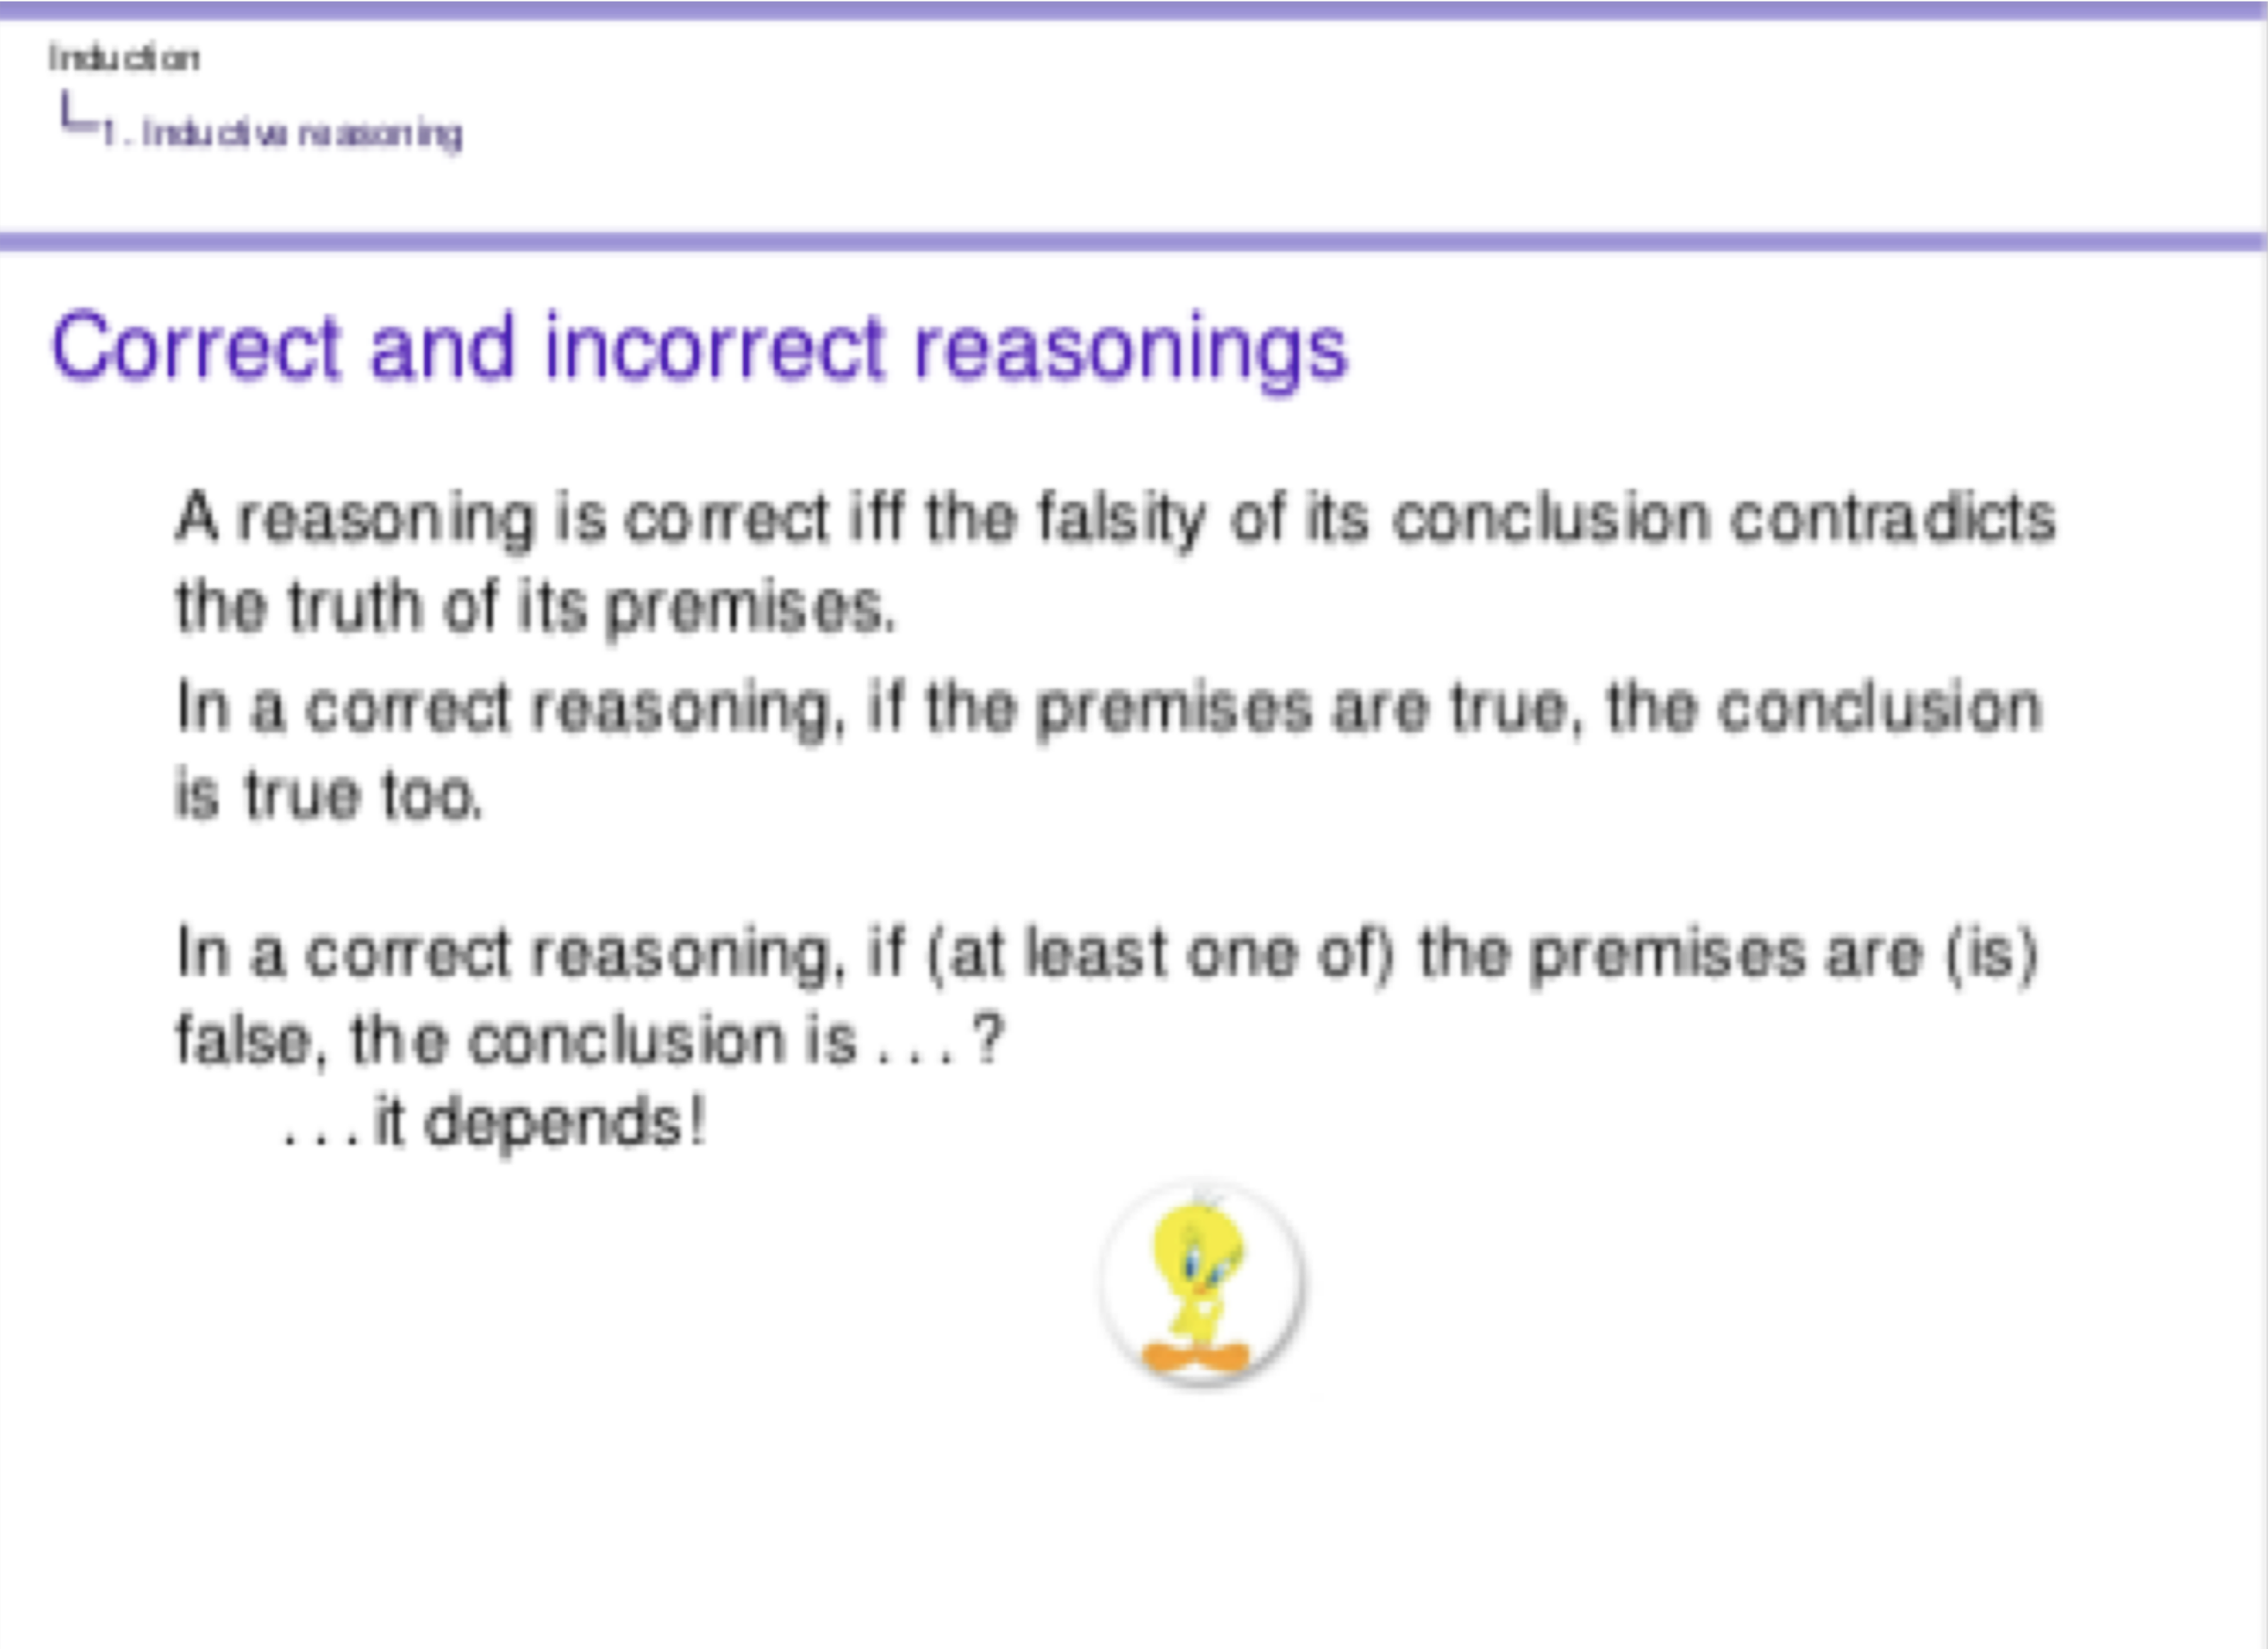 Induction
1. Inductive reasoning
Correct and incorrect reasonings
A reasoning is correct iff the falsity of its conclusion contradicts
the truth of its premises.
In a correct reasoning, if the premises are true, the conclusion
is true too.
In a correct reasoning, if (at least one of) the premises are (is)
false, the conclusion is . . . ?
. . . it depends!